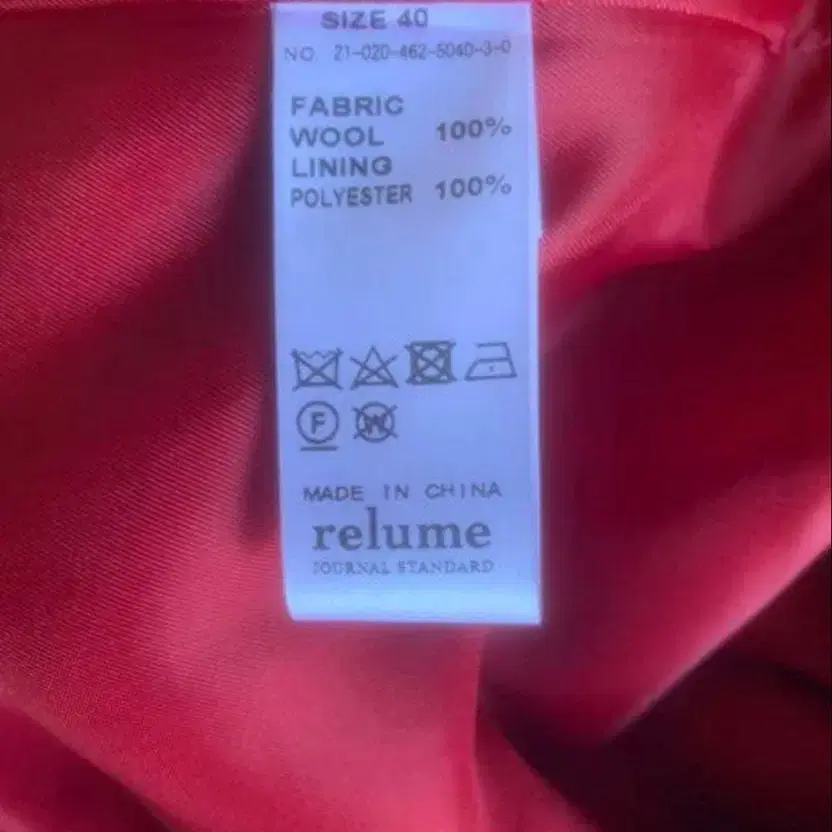 SIZE 40
NO. 21-020-462-5040-3-0
FABRIC
WOOL 100%
LINING
POLYESTER 100%
F W
MADE IN CHINA
relume
JOURNAL STANDARD